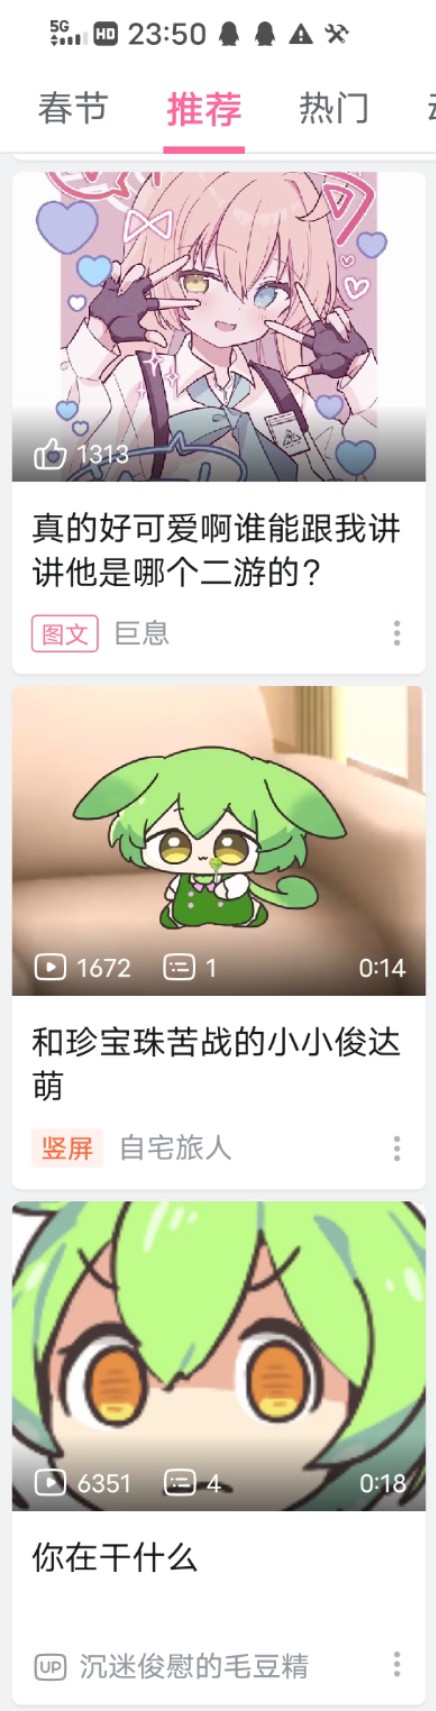 5G HD 23:50
春节 推荐 热门
1313
真的好可爱啊谁能跟我讲
讲他是哪个二游的？
图文 巨息
1672 1 0:14
和珍宝珠苦战的小小俊达
萌
竖屏 自宅旅人
6351 4 0:18
你在干什么
UP 沉迷俊慰的毛豆精